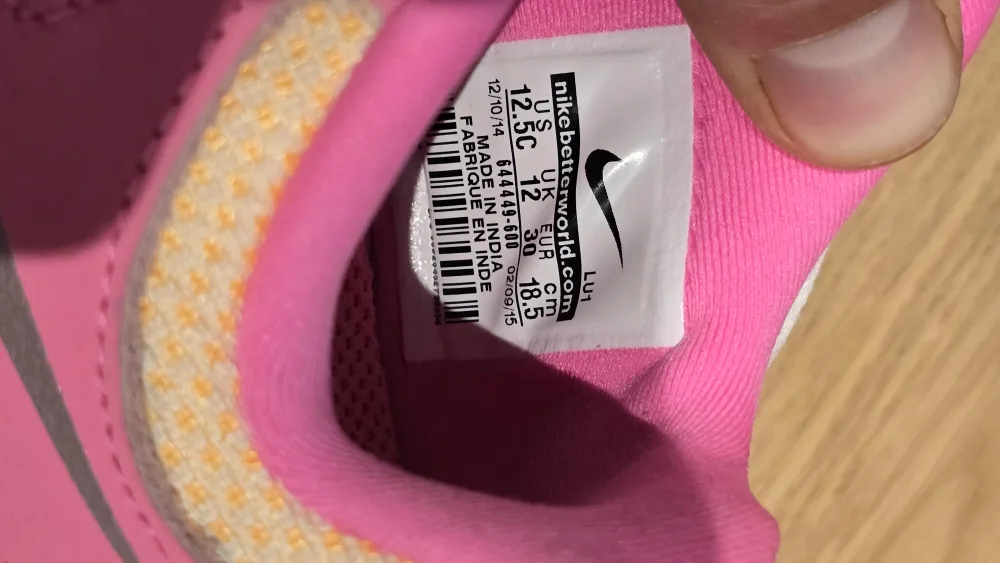 LU1
nikebetterworld.com
US UK EUR cm
12.5C 12 30 18.5
12/10/14 644449-600 02/09/15
MADE IN INDIA
FABRIQUE EN INDE